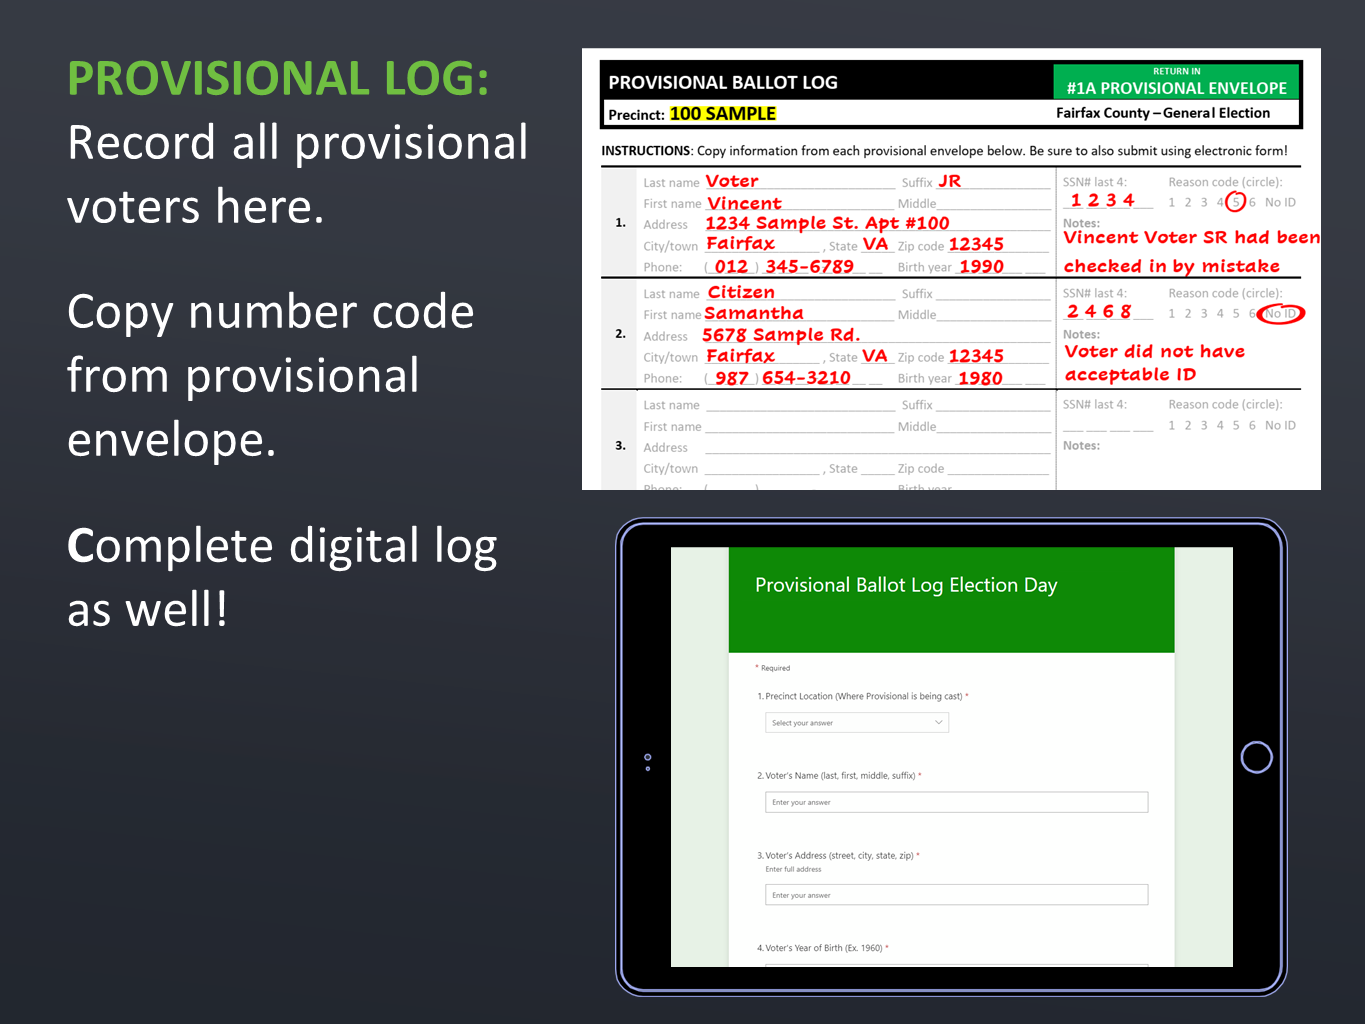 PROVISIONAL LOG:
Record all provisional
voters here.
Copy number code
from provisional
envelope.
Complete digital log
as well!
PROVISIONAL BALLOT LOG
RETURN IN
#1A PROVISIONAL ENVELOPE
Precinct: 100 SAMPLE
Fairfax County – General Election
INSTRUCTIONS: Copy information from each provisional envelope below. Be sure to also submit using electronic form!
1.
Last name Voter Suffix JR
First name Vincent Middle
Address 1234 Sample St. Apt #100
City/town Fairfax , State VA Zip code 12345
Phone: (012) 345-6789 Birth year 1990
SSN# last 4: Reason code (circle):
1 2 3 4 1 2 3 4 5 6 No ID
Notes:
Vincent Voter SR had been
checked in by mistake
2.
Last name Citizen Suffix
First name Samantha Middle
Address 5678 Sample Rd.
City/town Fairfax , State VA Zip code 12345
Phone: (987) 654-3210 Birth year 1980
SSN# last 4: Reason code (circle):
2 4 6 8 1 2 3 4 5 6 No ID
Notes:
Voter did not have
acceptable ID
3.
Last name Suffix
First name Middle
Address
City/town , State Zip code
Phone: ( ) Birth year
SSN# last 4: Reason code (circle):
1 2 3 4 5 6 No ID
Notes:
Provisional Ballot Log Election Day
* Required
1. Precinct Location (Where Provisional is being cast) *
Select your answer
2. Voter's Name (last, first, middle, suffix) *
Enter your answer
3. Voter's Address (street, city, state, zip) *
Enter full address
Enter your answer
4. Voter's Year of Birth (Ex. 1960) *